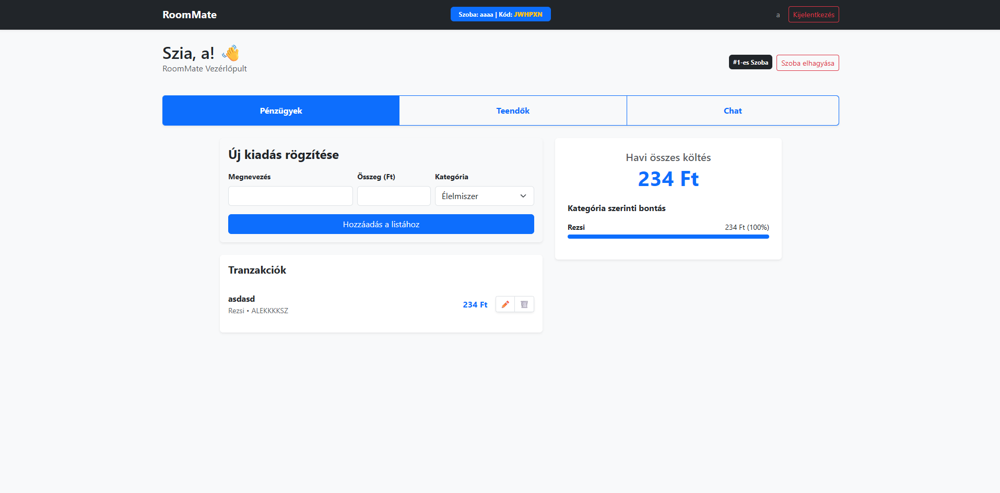 RoomMate
Szoba: aaaa | Kód: JWHPXN
a
Kijelentkezés
Szia, a! 👋
RoomMate Vezérlőpult
#1-es Szoba
Szoba elhagyása
Pénzügyek
Teendők
Chat
Új kiadás rögzítése
Megnevezés
Összeg (Ft)
Kategória
Élelmiszer
Hozzáadás a listához
Tranzakciók
asdasd
Rezsi • ALEKKKKSZ
234 Ft
Havi összes költés
234 Ft
Kategória szerinti bontás
Rezsi
234 Ft (100%)